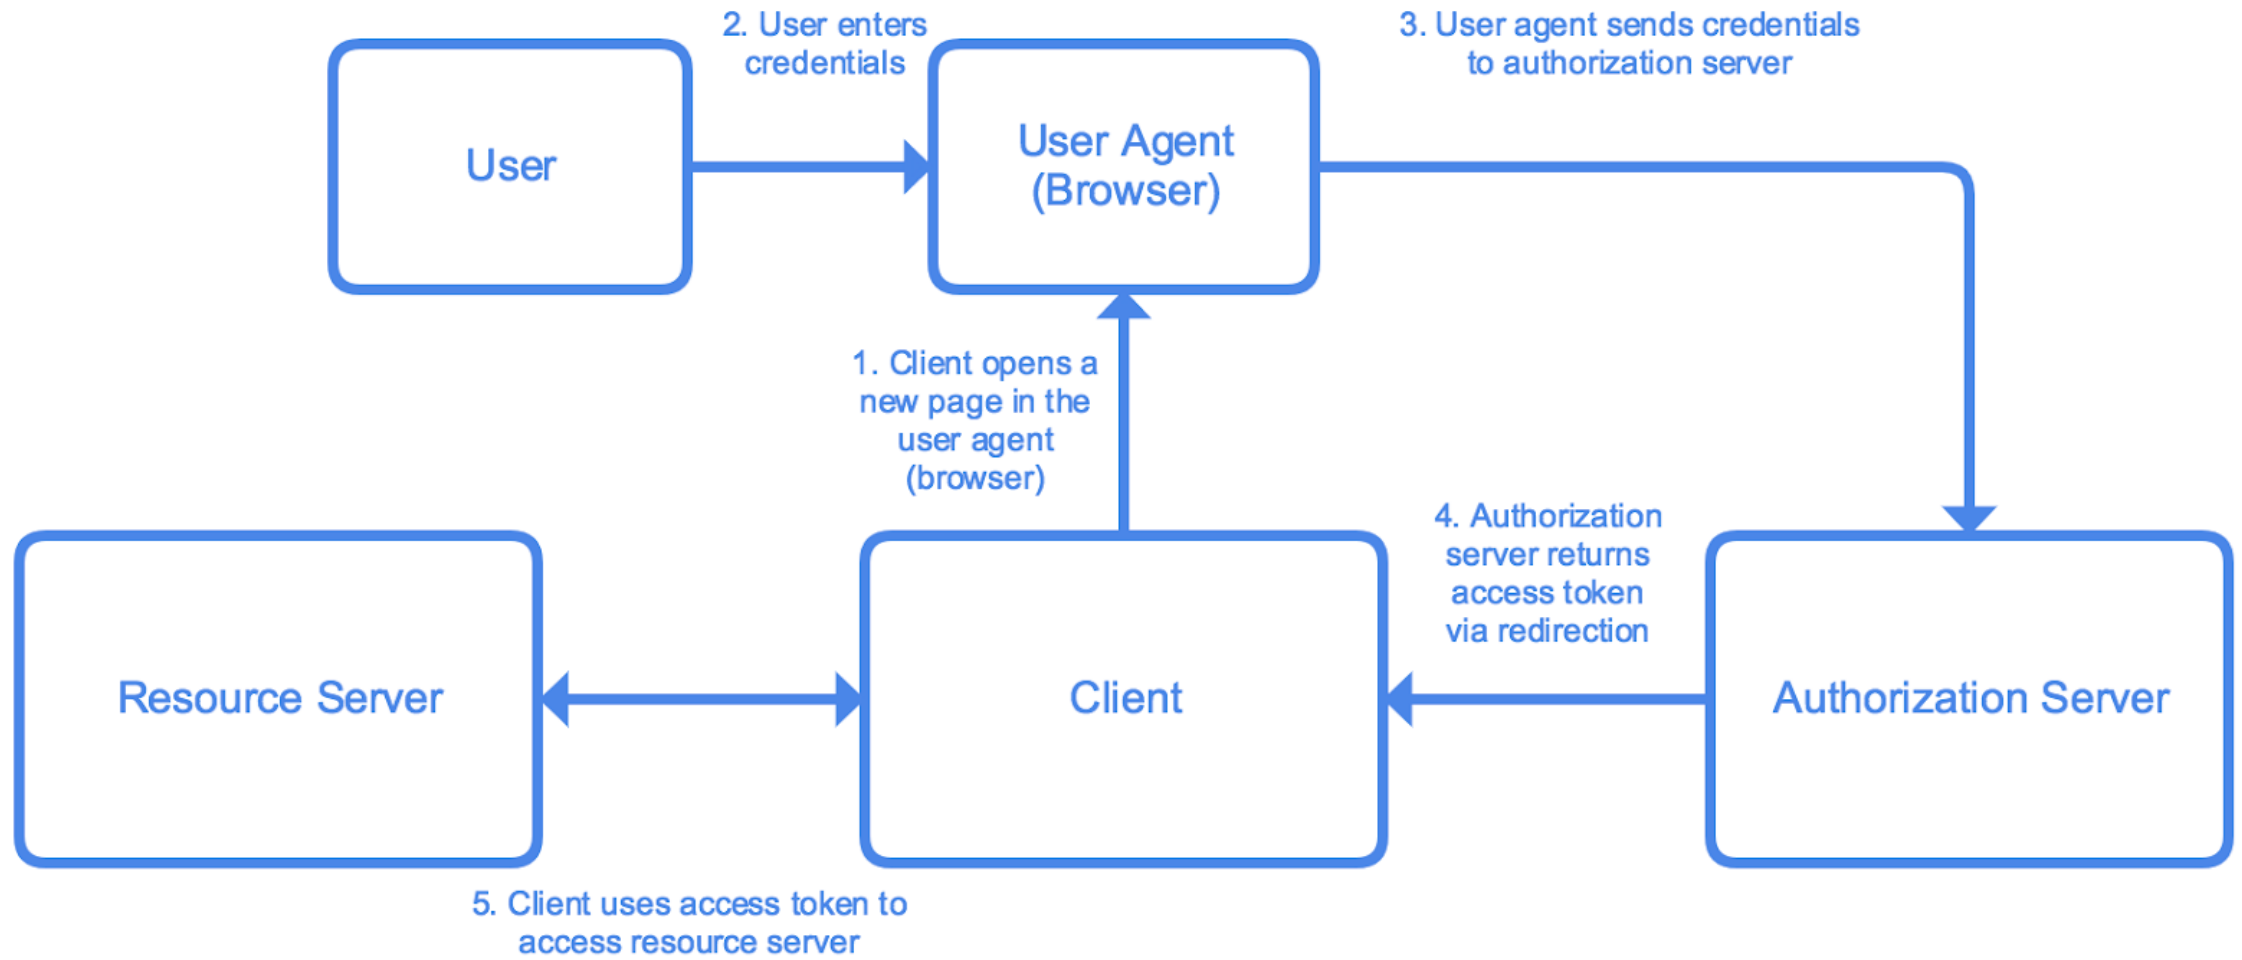 2. User enters
credentials
3. User agent sends credentials
to authorization server
User
User Agent
(Browser)
1. Client opens a
new page in the
user agent
(browser)
4. Authorization
server returns
access token
via redirection
Resource Server
Client
Authorization Server
5. Client uses access token to
access resource server